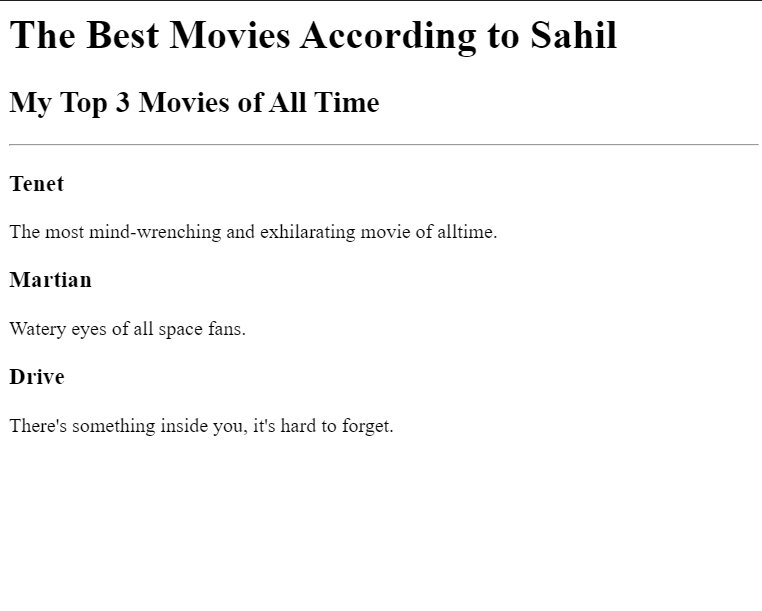 The Best Movies According to Sahil
My Top 3 Movies of All Time
Tenet
The most mind-wrenching and exhilarating movie of alltime.
Martian
Watery eyes of all space fans.
Drive
There's something inside you, it's hard to forget.